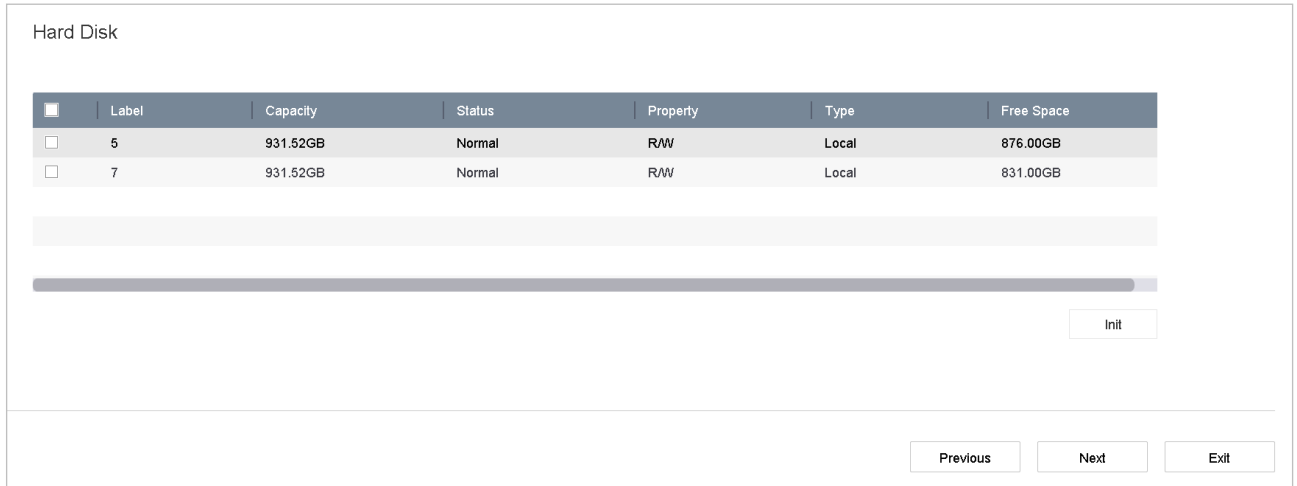 Hard Disk
Label Capacity Status Property Type Free Space
5 931.52GB Normal R/W Local 876.00GB
7 931.52GB Normal R/W Local 831.00GB
Init
Previous Next Exit